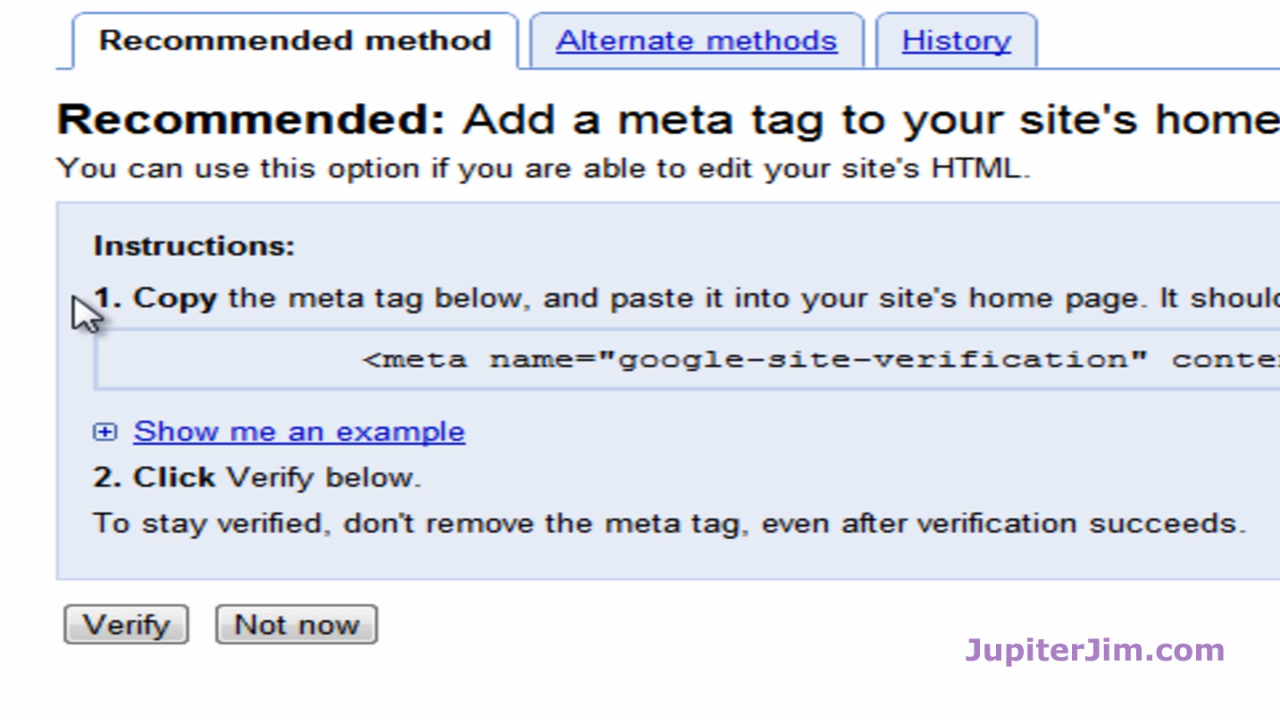 Recommended method Alternate methods History
Recommended: Add a meta tag to your site's home
You can use this option if you are able to edit your site's HTML.
Instructions:
1. Copy the meta tag below, and paste it into your site's home page. It should
<meta name="google-site-verification" conte
Show me an example
2. Click Verify below.
To stay verified, don't remove the meta tag, even after verification succeeds.
Verify Not now
JupiterJim.com